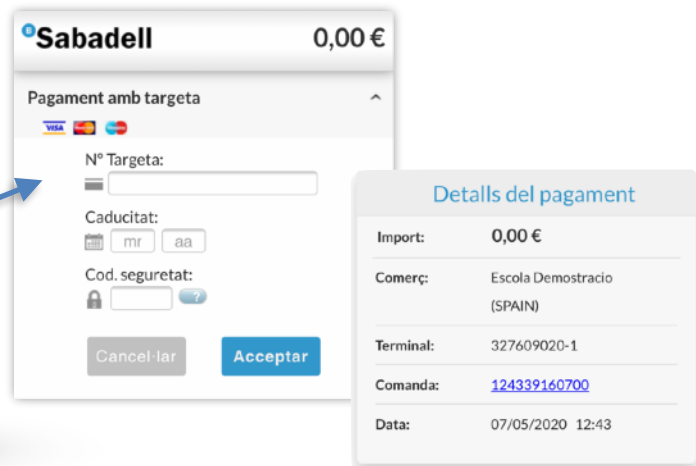 Sabadell 0,00 €
Pagament amb targeta
VISA
Nº Targeta:
Caducitat:
mr aa
Cod. seguretat:
?
Cancel·lar Acceptar
Detalls del pagament
Import: 0,00 €
Comerç: Escola Demostracio
(SPAIN)
Terminal: 327609020-1
Comanda: 124339160700
Data: 07/05/2020 12:43